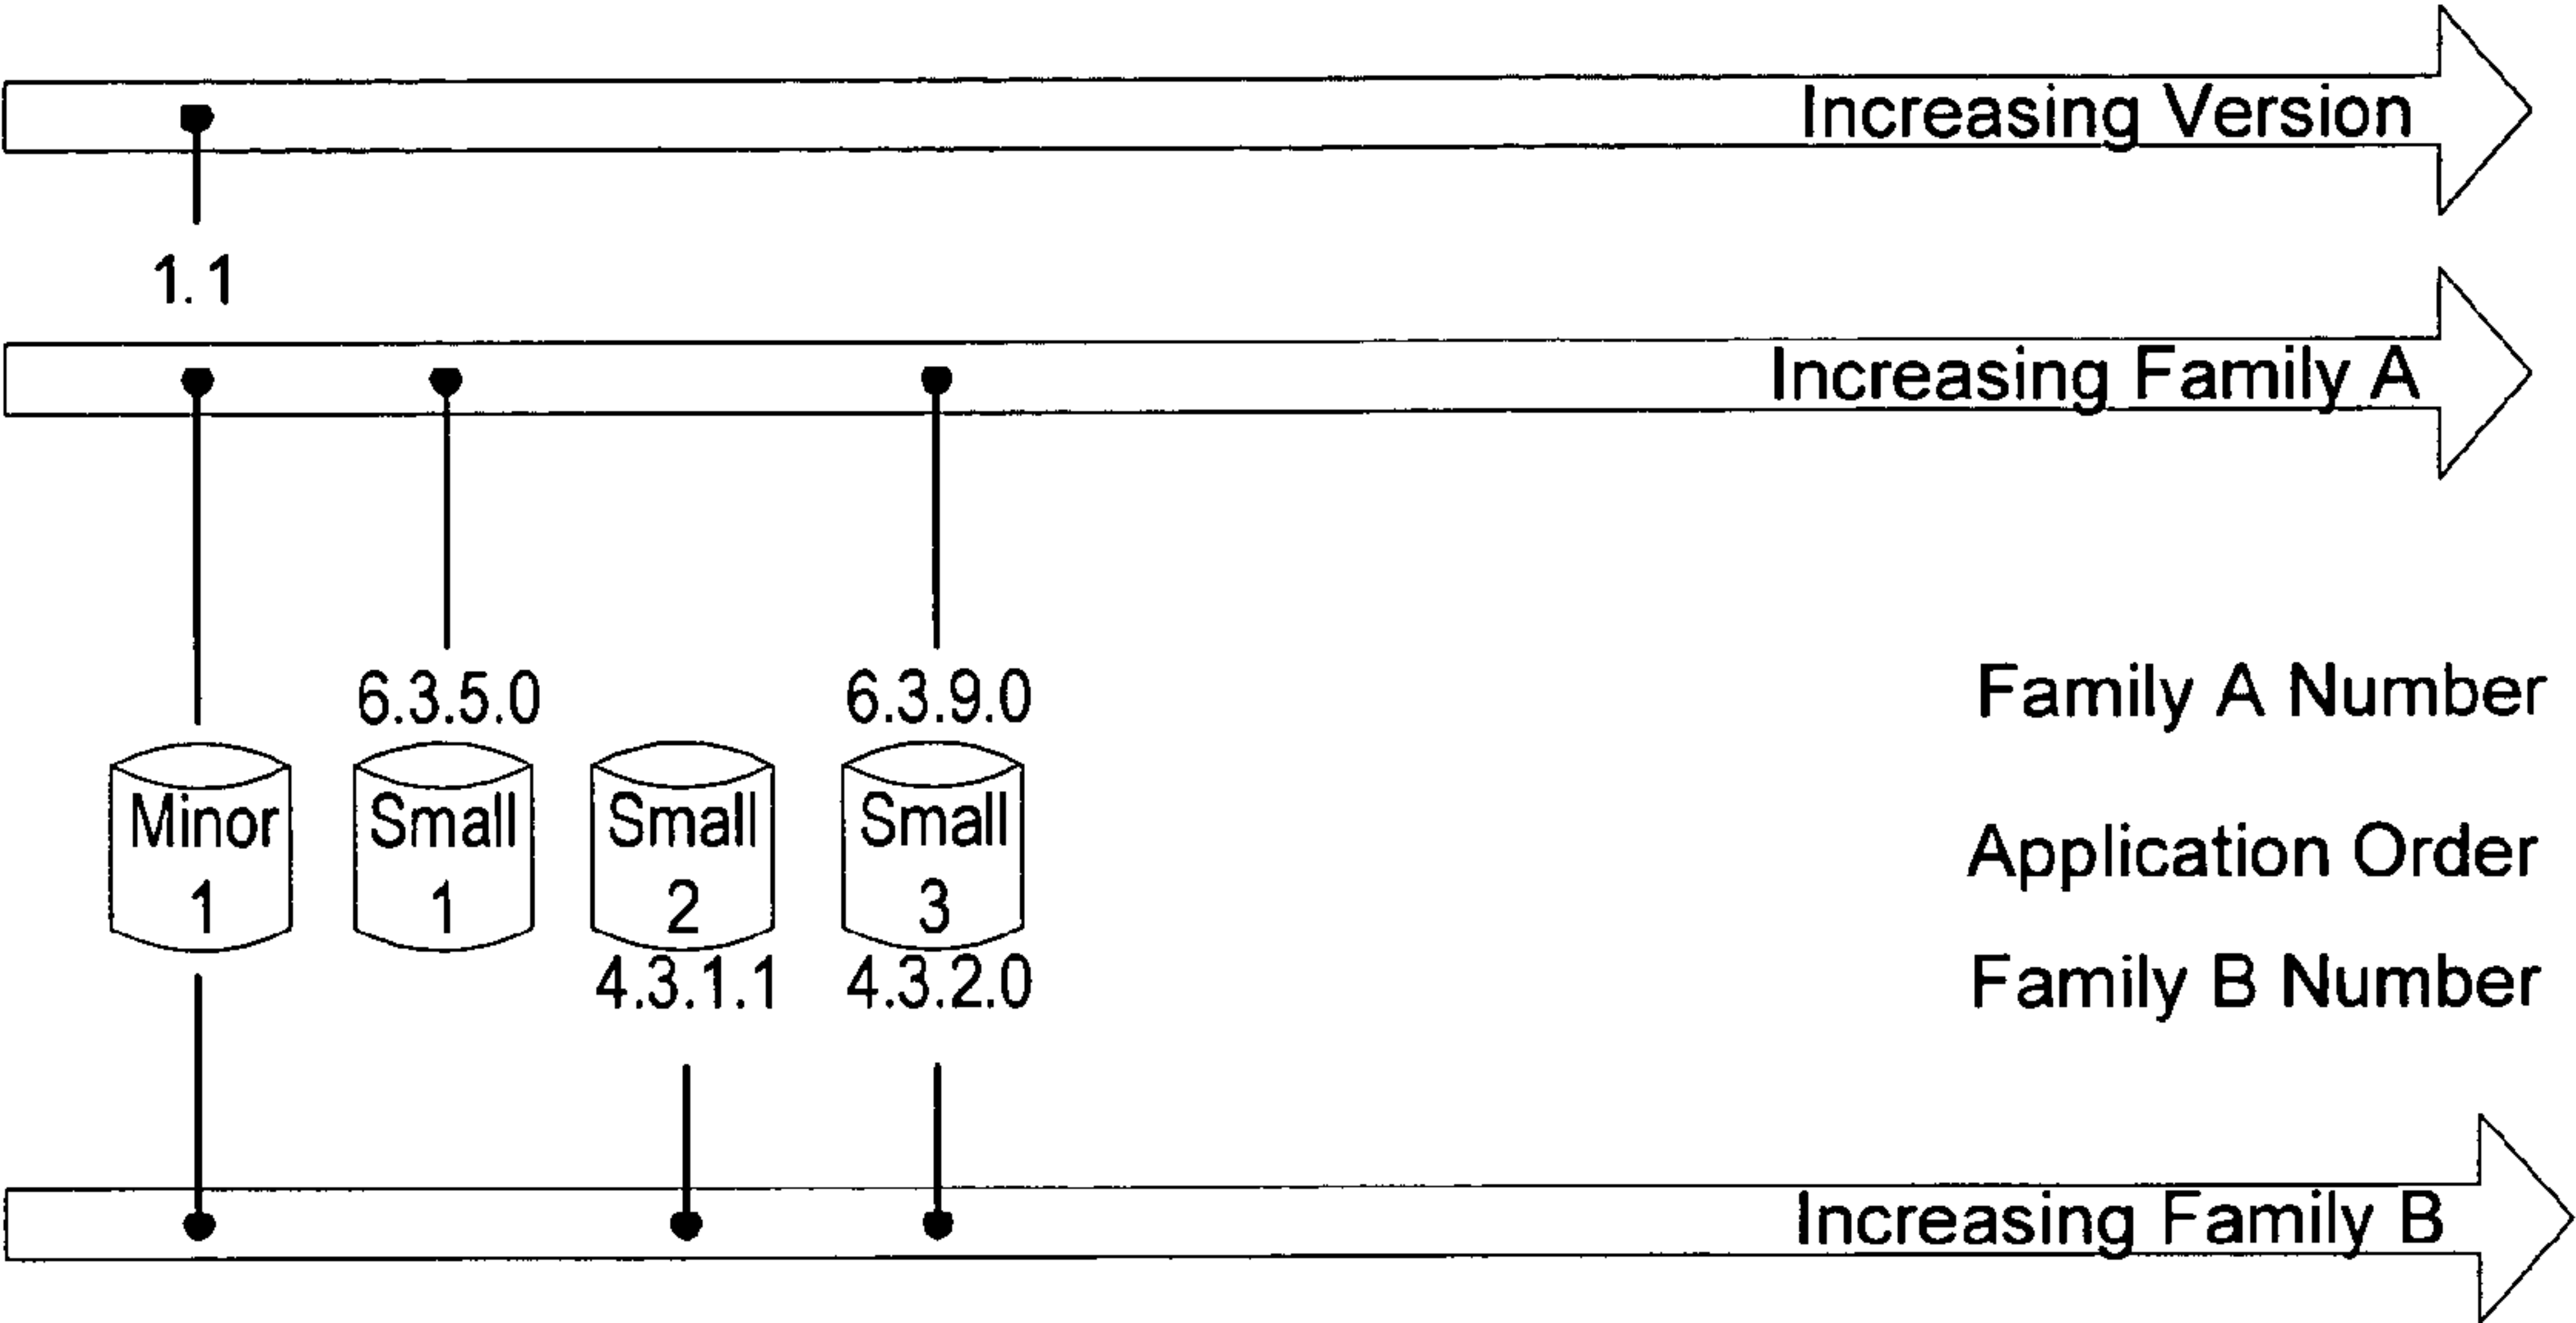 Increasing Version
1.1
Increasing Family A
6.3.5.0
6.3.9.0
Family A Number
Minor
1
Small
1
Small
2
Small
3
Application Order
4.3.1.1
4.3.2.0
Family B Number
Increasing Family B